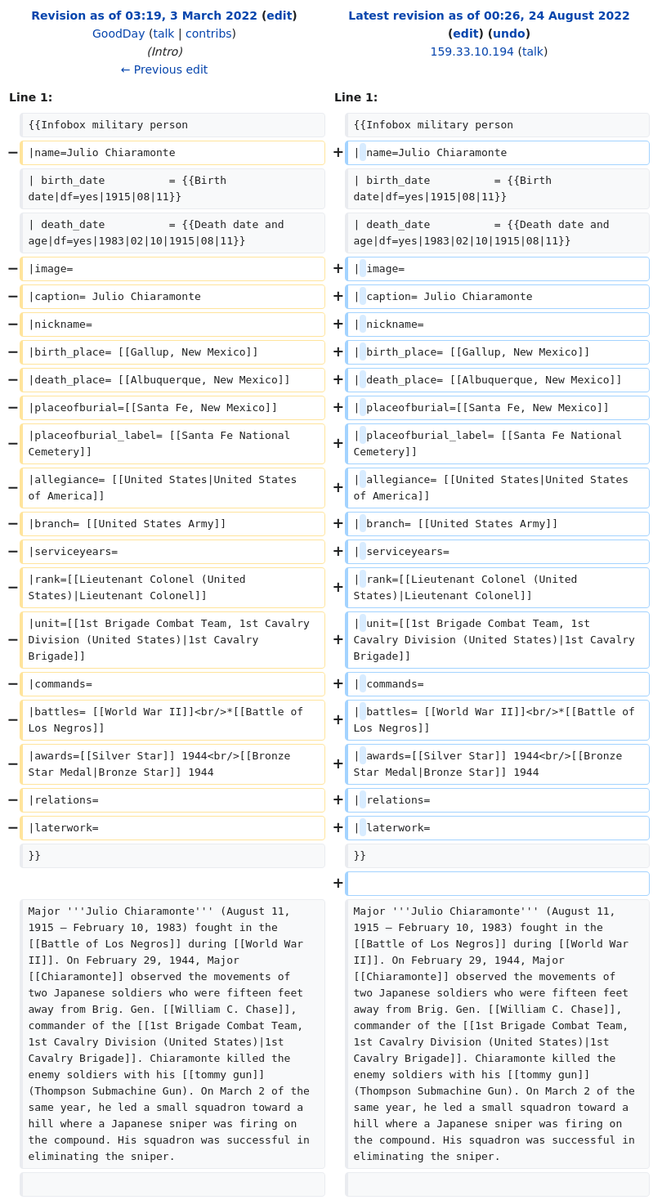 Revision as of 03:19, 3 March 2022 (edit)
GoodDay (talk | contribs)
(Intro)
← Previous edit
Latest revision as of 00:26, 24 August 2022
(edit) (undo)
159.33.10.194 (talk)
Line 1:
Line 1:
{{Infobox military person
{{Infobox military person
− |name=Julio Chiaramonte
+ | name=Julio Chiaramonte
| birth_date          = {{Birth
date|df=yes|1915|08|11}}
| birth_date          = {{Birth
date|df=yes|1915|08|11}}
| death_date          = {{Death date and
age|df=yes|1983|02|10|1915|08|11}}
| death_date          = {{Death date and
age|df=yes|1983|02|10|1915|08|11}}
− |image=
+ | image=
− |caption= Julio Chiaramonte
+ | caption= Julio Chiaramonte
− |nickname=
+ | nickname=
− |birth_place= [[Gallup, New Mexico]]
+ | birth_place= [[Gallup, New Mexico]]
− |death_place= [[Albuquerque, New Mexico]]
+ | death_place= [[Albuquerque, New Mexico]]
− |placeofburial=[[Santa Fe, New Mexico]]
+ | placeofburial=[[Santa Fe, New Mexico]]
− |placeofburial_label= [[Santa Fe National
Cemetery]]
+ | placeofburial_label= [[Santa Fe National
Cemetery]]
− |allegiance= [[United States|United States
of America]]
+ | allegiance= [[United States|United States
of America]]
− |branch= [[United States Army]]
+ | branch= [[United States Army]]
− |serviceyears=
+ | serviceyears=
− |rank=[[Lieutenant Colonel (United
States)|Lieutenant Colonel]]
+ | rank=[[Lieutenant Colonel (United
States)|Lieutenant Colonel]]
− |unit=[[1st Brigade Combat Team, 1st Cavalry
Division (United States)|1st Cavalry
Brigade]]
+ | unit=[[1st Brigade Combat Team, 1st
Cavalry Division (United States)|1st Cavalry
Brigade]]
− |commands=
+ | commands=
− |battles= [[World War II]]<br/>*[[Battle of
Los Negros]]
+ | battles= [[World War II]]<br/>*[[Battle of
Los Negros]]
− |awards=[[Silver Star]] 1944<br/>[[Bronze
Star Medal|Bronze Star]] 1944
+ | awards=[[Silver Star]] 1944<br/>[[Bronze
Star Medal|Bronze Star]] 1944
− |relations=
+ | relations=
− |laterwork=
+ | laterwork=
}}
}}
+
Major '''Julio Chiaramonte''' (August 11,
1915 – February 10, 1983) fought in the
[[Battle of Los Negros]] during [[World War
II]]. On February 29, 1944, Major
[[Chiaramonte]] observed the movements of
two Japanese soldiers who were fifteen feet
away from Brig. Gen. [[William C. Chase]],
commander of the [[1st Brigade Combat Team,
1st Cavalry Division (United States)|1st
Cavalry Brigade]]. Chiaramonte killed the
enemy soldiers with his [[tommy gun]]
(Thompson Submachine Gun). On March 2 of the
same year, he led a small squadron toward a
hill where a Japanese sniper was firing on
the compound. His squadron was successful in
eliminating the sniper.
Major '''Julio Chiaramonte''' (August 11,
1915 – February 10, 1983) fought in the
[[Battle of Los Negros]] during [[World War
II]]. On February 29, 1944, Major
[[Chiaramonte]] observed the movements of
two Japanese soldiers who were fifteen feet
away from Brig. Gen. [[William C. Chase]],
commander of the [[1st Brigade Combat Team,
1st Cavalry Division (United States)|1st
Cavalry Brigade]]. Chiaramonte killed the
enemy soldiers with his [[tommy gun]]
(Thompson Submachine Gun). On March 2 of the
same year, he led a small squadron toward a
hill where a Japanese sniper was firing on
the compound. His squadron was successful in
eliminating the sniper.